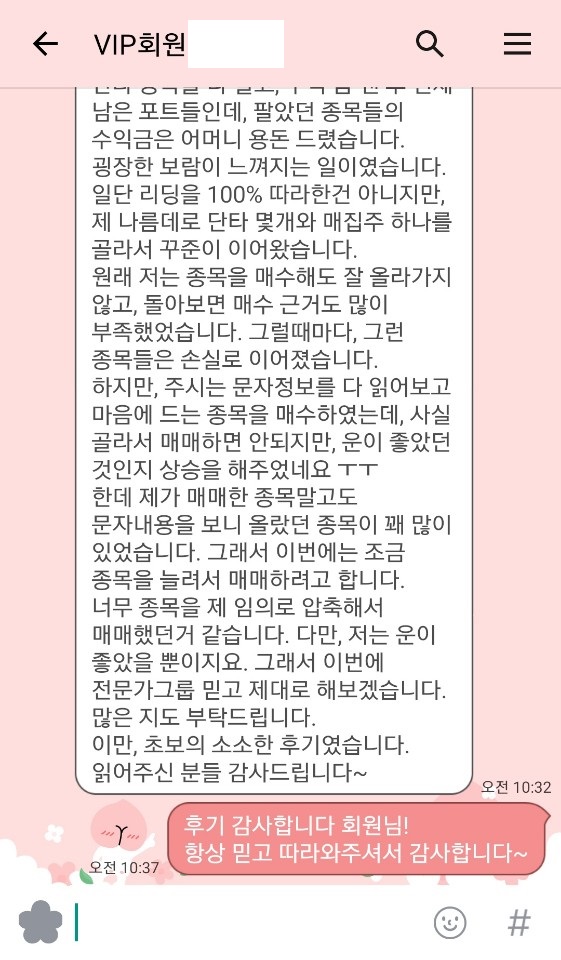 VIP회원
남은 포트들인데, 팔았던 종목들의
수익금은 어머니 용돈 드렸습니다.
굉장한 보람이 느껴지는 일이였습니다.
일단 리딩을 100% 따라한건 아니지만,
제 나름데로 단타 몇개와 매집주 하나를
골라서 꾸준이 이어왔습니다.
원래 저는 종목을 매수해도 잘 올라가지
않고, 돌아보면 매수 근거도 많이
부족했었습니다. 그럴때마다, 그런
종목들은 손실로 이어졌습니다.
하지만, 주시는 문자정보를 다 읽어보고
마음에 드는 종목을 매수하였는데, 사실
골라서 매매하면 안되지만, 운이 좋았던
것인지 상승을 해주었네요 ㅜㅜ
한데 제가 매매한 종목말고도
문자내용을 보니 올랐던 종목이 꽤 많이
있었습니다. 그래서 이번에는 조금
종목을 늘려서 매매하려고 합니다.
너무 종목을 제 임의로 압축해서
매매했던거 같습니다. 다만, 저는 운이
좋았을 뿐이지요. 그래서 이번에
전문가그룹 믿고 제대로 해보겠습니다.
많은 지도 부탁드립니다.
이만, 초보의 소소한 후기였습니다.
읽어주신 분들 감사드립니다~
오전 10:32
후기 감사합니다 회원님!
항상 믿고 따라와주셔서 감사합니다~
오전 10:37
#